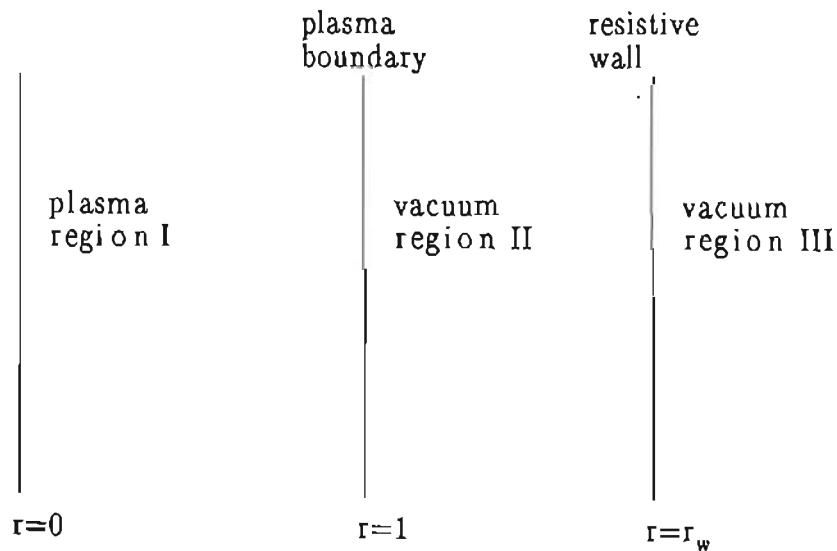 plasma
boundary
resistive
wall
plasma
region I
vacuum
region II
vacuum
region III
r=0
r=1
r=r_w